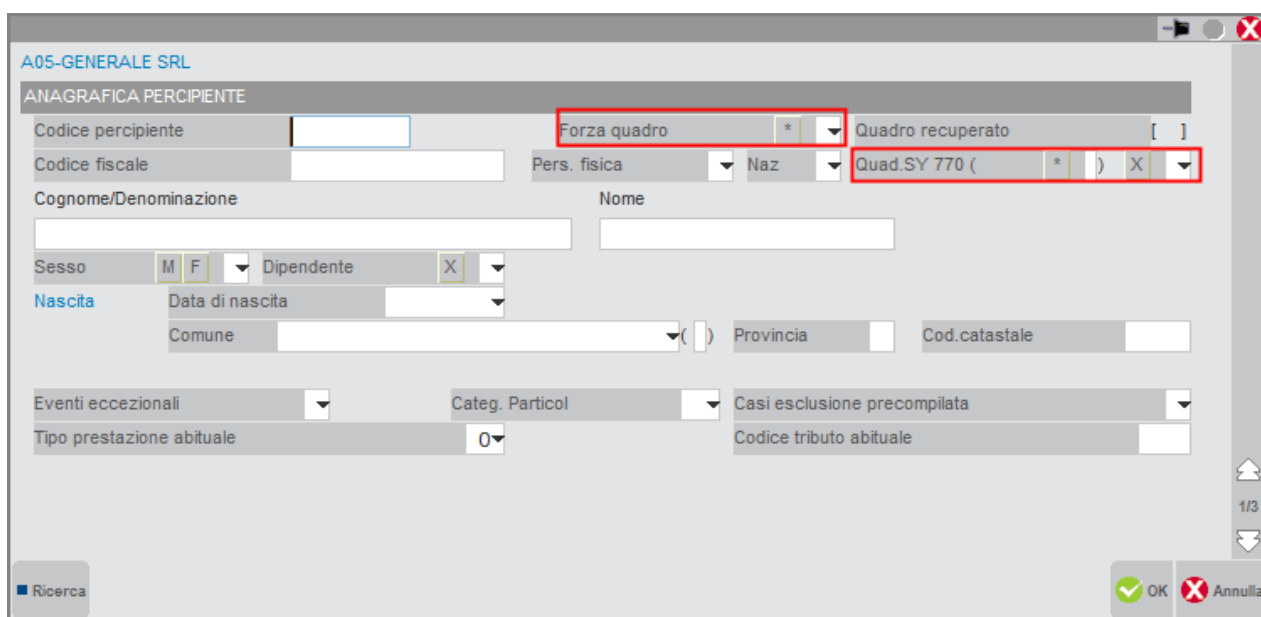 A05-GENERALE SRL
ANAGRAFICA PERCIPIENTE
Codice percipiente Forza quadro * Quadro recuperato [ ]
Codice fiscale Pers. fisica Naz Quad.SY 770 ( * ) X
Cognome/Denominazione Nome
Sesso M F Dipendente X
Nascita Data di nascita
Comune ( ) Provincia Cod.catastale
Eventi eccezionali Categ. Particol Casi esclusione precompilata
Tipo prestazione abituale 0 Codice tributo abituale
1/3
Ricerca OK Annulla